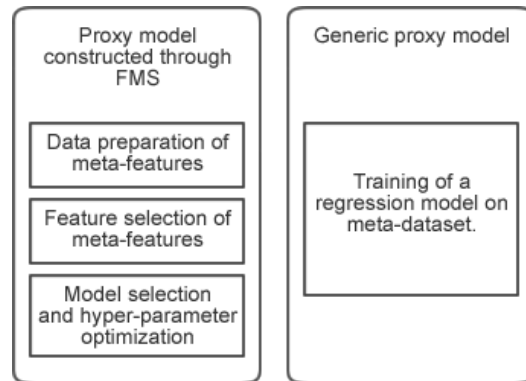 Proxy model
constructed through
FMS
Data preparation of
meta-features
Feature selection of
meta-features
Model selection
and hyper-parameter
optimization
Generic proxy model
Training of a
regression model on
meta-dataset.